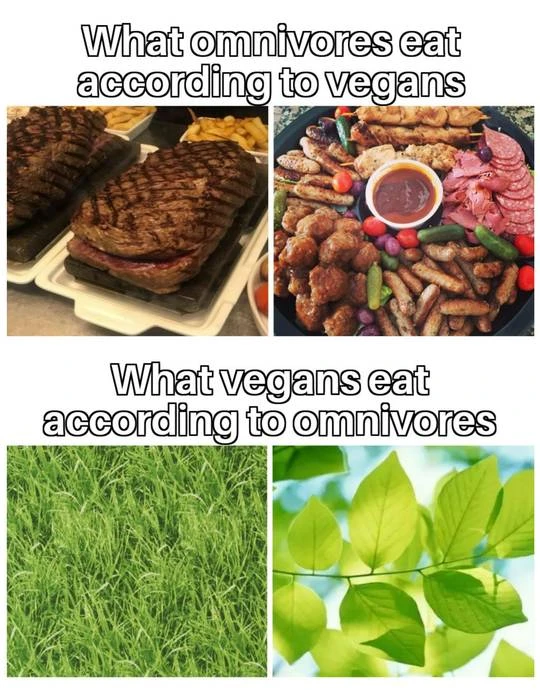 What omnivores eat
according to vegans
What vegans eat
according to omnivores